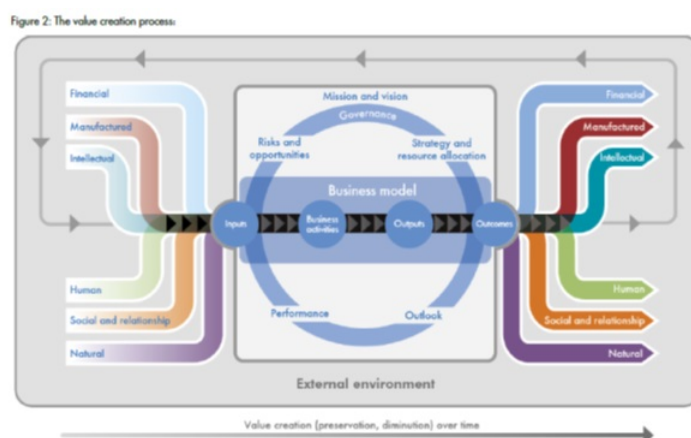 Figure 2: The value creation process:
Financial
Manufactured
Intellectual
Human
Social and relationship
Natural
Mission and vision
Governance
Risks and
opportunities
Strategy and
resource allocation
Business model
Inputs
Business
activities
Outputs
Outcomes
Performance
Outlook
Financial
Manufactured
Intellectual
Human
Social and relationship
Natural
External environment
Value creation (preservation, diminution) over time